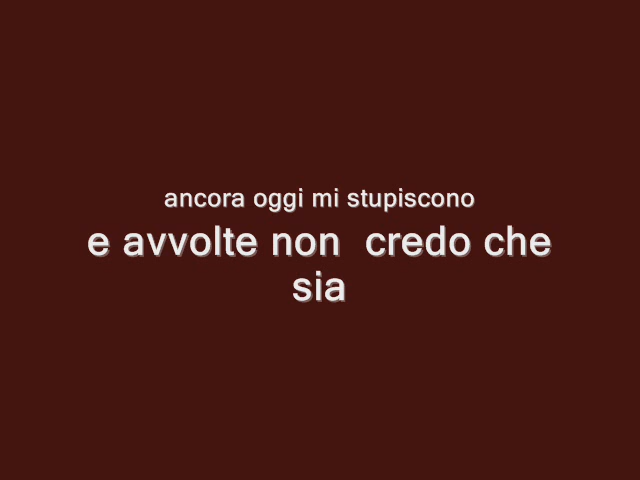 ancora oggi mi stupiscono
e avvolte non  credo che
sia